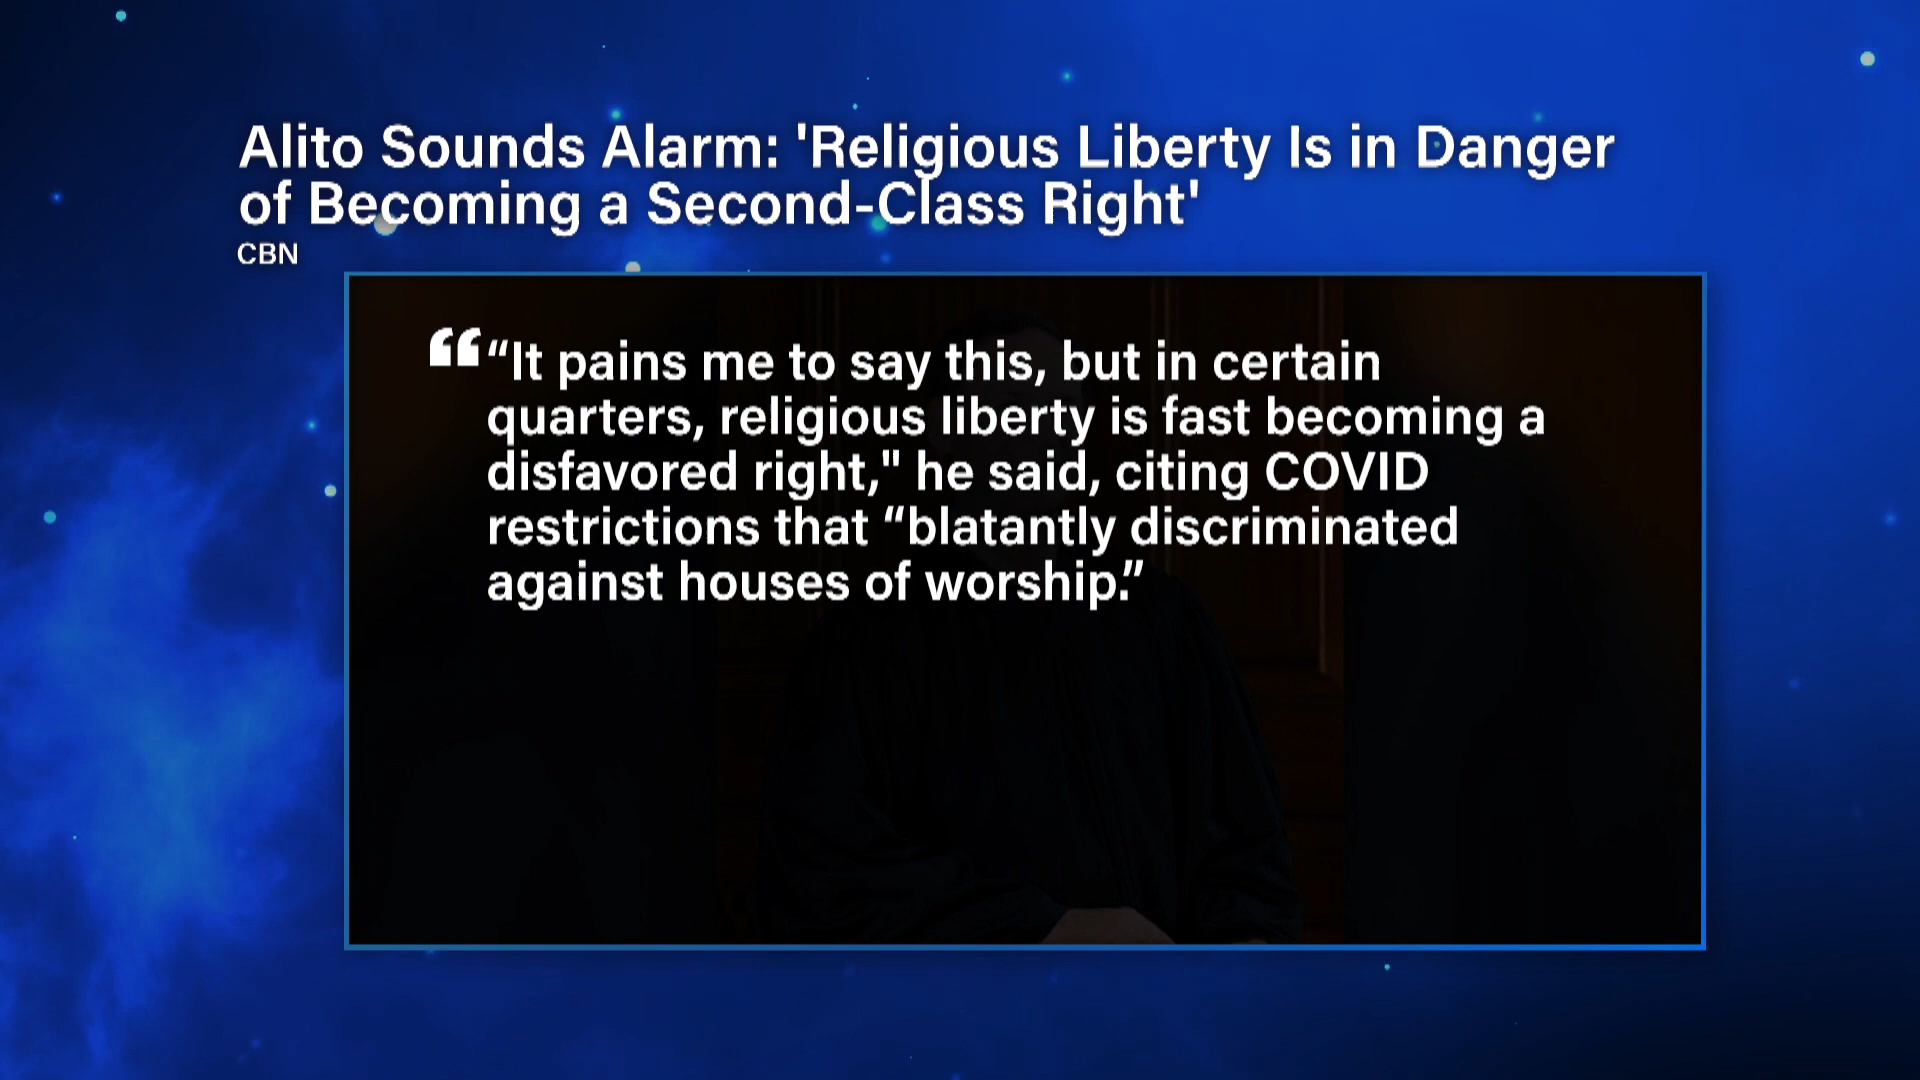 Alito Sounds Alarm: 'Religious Liberty Is in Danger
of Becoming a Second-Class Right'
CBN
“ “It pains me to say this, but in certain
quarters, religious liberty is fast becoming a
disfavored right," he said, citing COVID
restrictions that “blatantly discriminated
against houses of worship.”